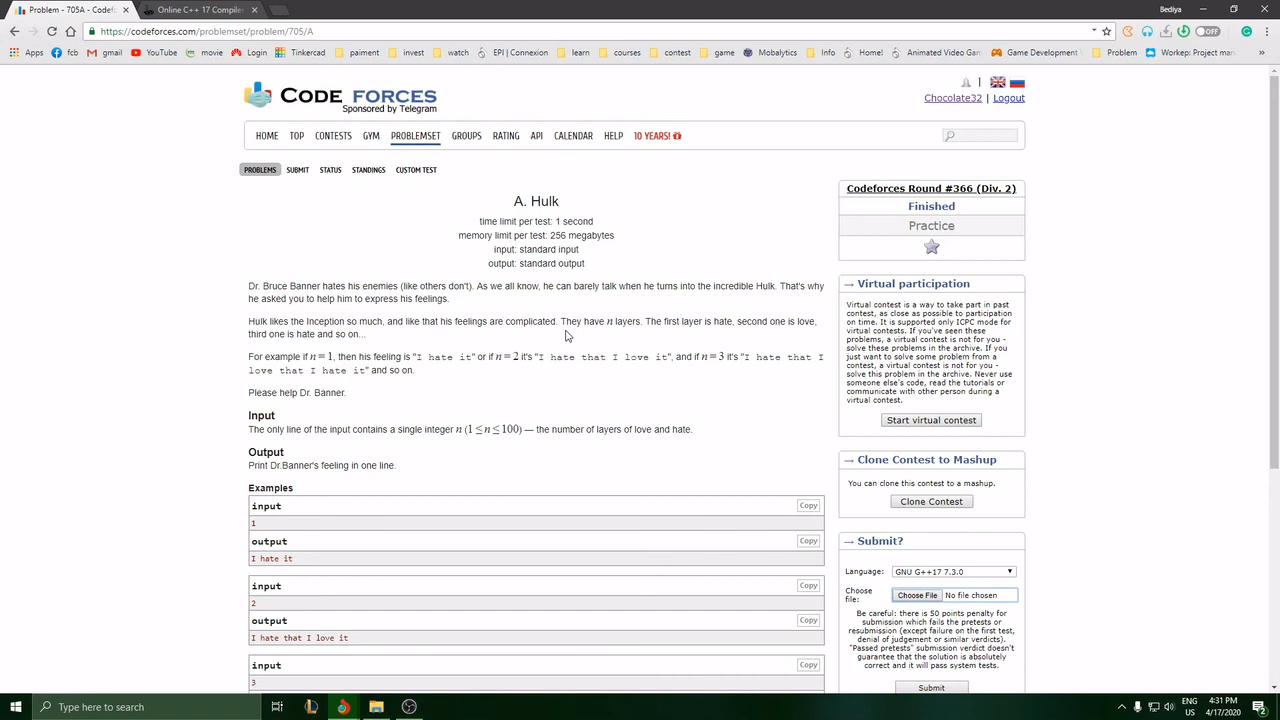 Problem - 705A - Codef
Online C++ 17 Compiler
Bediya
https://codeforces.com/problemset/problem/705/A
OFF
Apps
fb
gmail
YouTube
movie
Login
Tinkercad
paiment
invest
watch
EPI | Connexion
learn
courses
contest
game
Mobalytics
Info
Home!
Animated Video Gar
Game Development
Problem
Workep: Project man
CODE FORCES
Sponsored by Telegram
Chocolate32 | Logout
HOME TOP CONTESTS GYM PROBLEMSET GROUPS RATING API CALENDAR HELP 10 YEARS!
PROBLEMS SUBMIT STATUS STANDINGS CUSTOM TEST
A. Hulk
time limit per test: 1 second
memory limit per test: 256 megabytes
input: standard input
output: standard output
Dr. Bruce Banner hates his enemies (like others don't). As we all know, he can barely talk when he turns into the incredible Hulk. That's why
he asked you to help him to express his feelings.
Hulk likes the Inception so much, and like that his feelings are complicated. They have n layers. The first layer is hate, second one is love,
third one is hate and so on...
For example if n = 1, then his feeling is "I hate it" or if n = 2 it's "I hate that I love it", and if n = 3 it's "I hate that I
love that I hate it" and so on.
Please help Dr. Banner.
Input
The only line of the input contains a single integer n (1 ≤ n ≤ 100) — the number of layers of love and hate.
Output
Print Dr.Banner's feeling in one line.
Examples
input
Copy
1
output
Copy
I hate it
input
Copy
2
output
Copy
I hate that I love it
input
Copy
3
Codeforces Round #366 (Div. 2)
Finished
Practice
→ Virtual participation
Virtual contest is a way to take part in past
contest, as close as possible to participation
on time. It is supported only ICPC mode for
virtual contests. If you've seen these
problems, a virtual contest is not for you -
solve these problems in the archive. If you
just want to solve some problem from a
contest, a virtual contest is not for you -
solve this problem in the archive. Never use
someone else's code, read the tutorials or
communicate with other person during a
virtual contest.
Start virtual contest
→ Clone Contest to Mashup
You can clone this contest to a mashup.
Clone Contest
→ Submit?
Language: GNU G++17 7.3.0
Choose
file: Choose File No file chosen
Be careful: there is 50 points penalty for
submission which fails the pretests or
resubmission (except failure on the first test,
denial of judgement or similar verdicts).
"Passed pretests" submission verdict doesn't
guarantee that the solution is absolutely
correct and it will pass system tests.
Submit
Type here to search
ENG
US
4:31 PM
4/17/2020
2